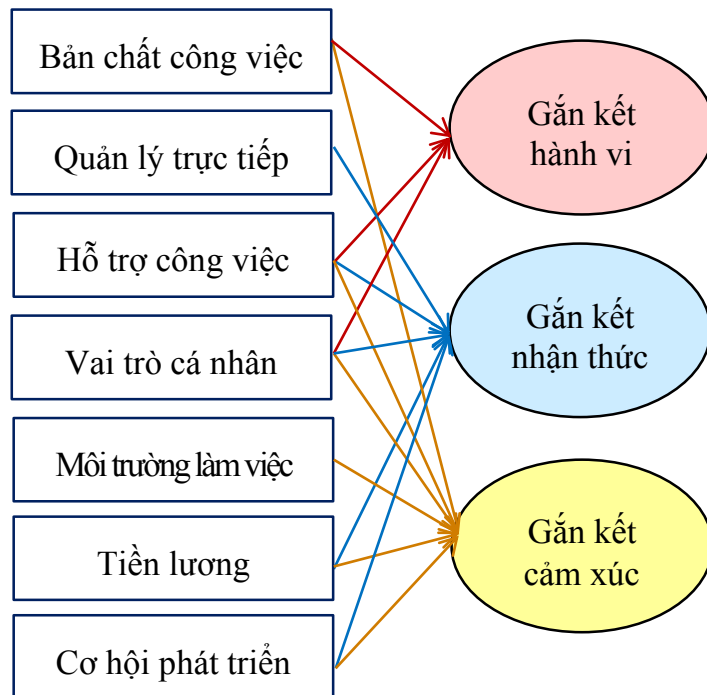 Bản chất công việc
Quản lý trực tiếp
Hỗ trợ công việc
Vai trò cá nhân
Môi trường làm việc
Tiền lương
Cơ hội phát triển
Gắn kết
hành vi
Gắn kết
nhận thức
Gắn kết
cảm xúc